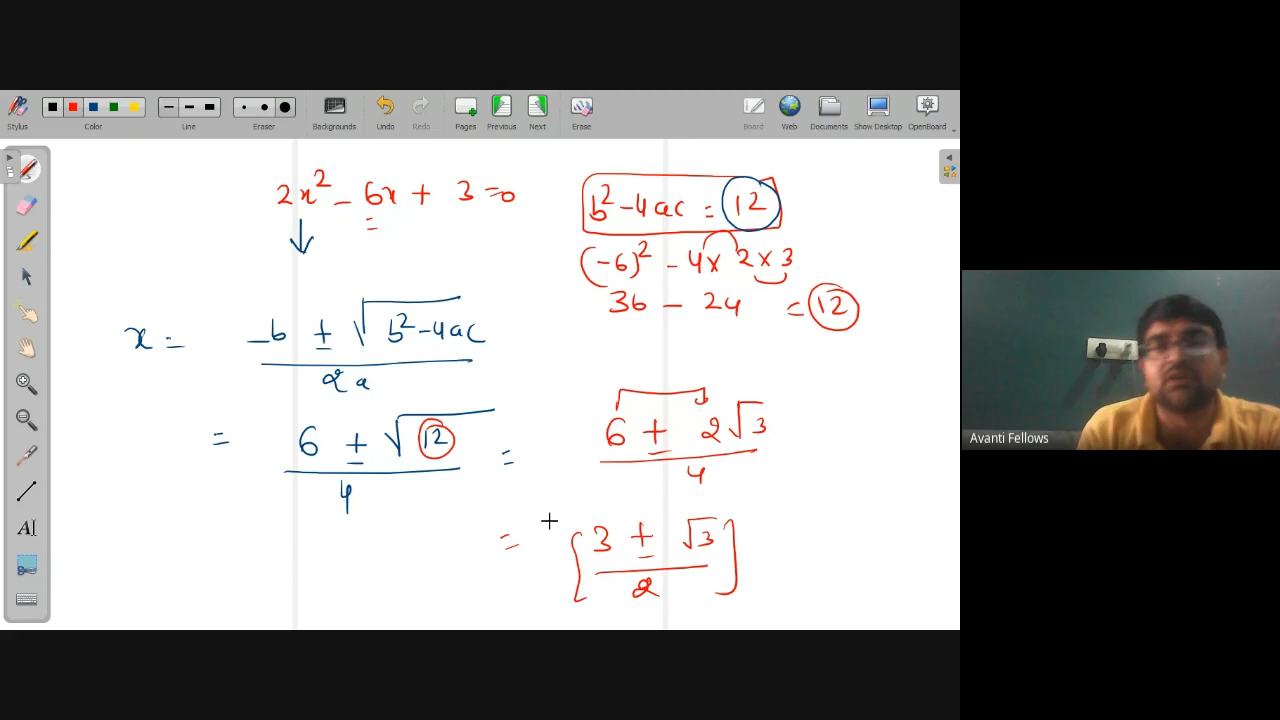 Stylus Color Line Eraser Backgrounds Undo Redo Pages Previous Next Erase Board Web Documents Show Desktop OpenBoard
2x² - 6x + 3 = 0
b² - 4ac = 12
(-6)² - 4 x 2 x 3
36 - 24 = 12
x = -b ± √b² - 4ac
2a
= 6 ± √12
4
= 6 ± 2√3
4
= [3 ± √3]
2
AI
Avanti Fellows